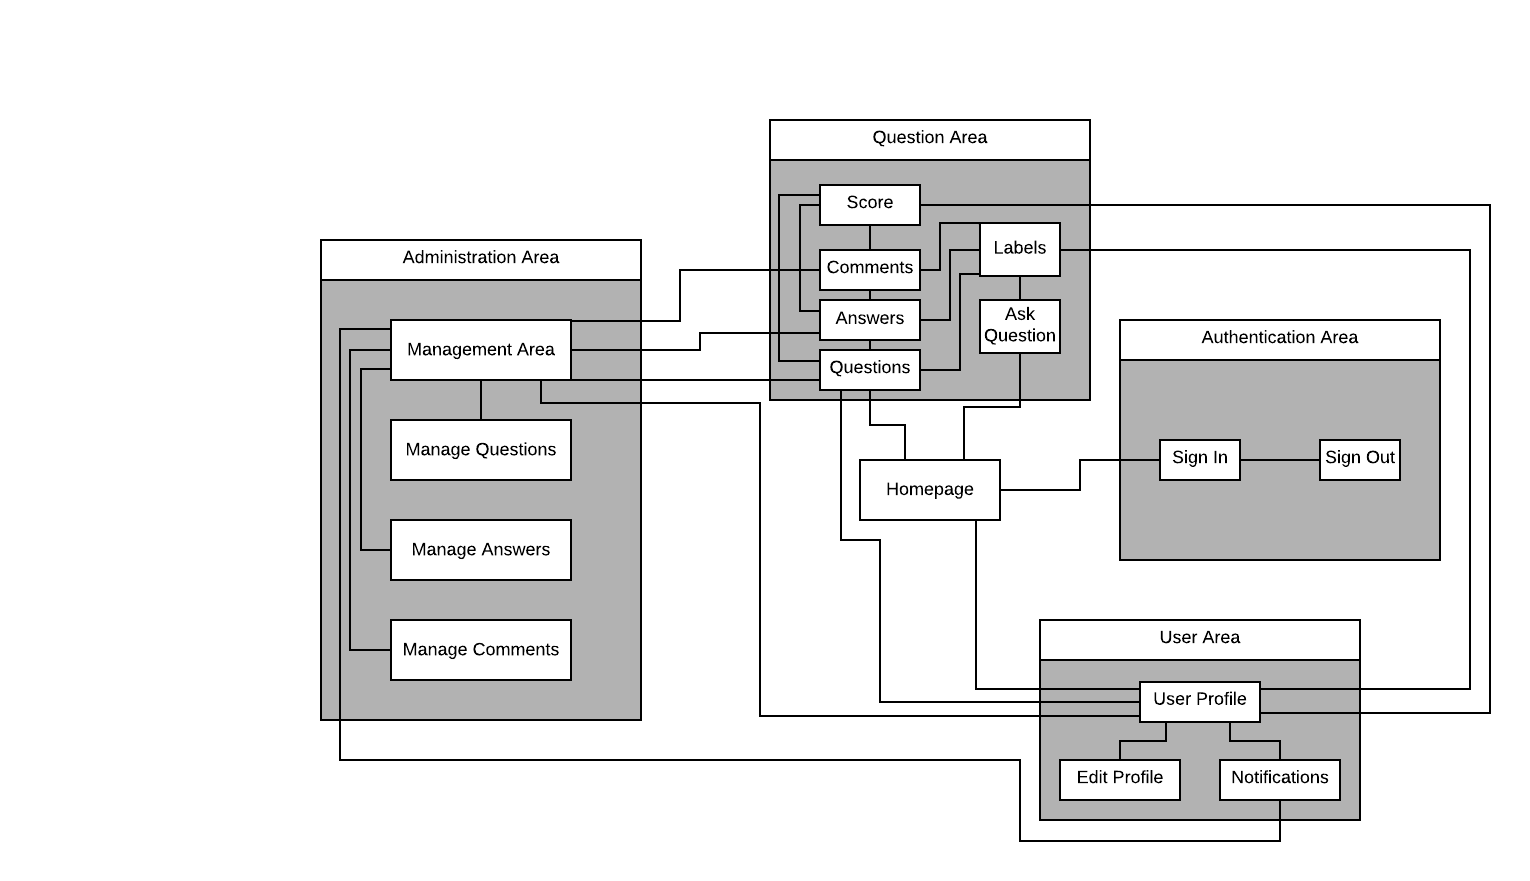 Question Area
Score
Comments
Answers
Questions
Labels
Ask
Question
Administration Area
Management Area
Manage Questions
Manage Answers
Manage Comments
Authentication Area
Sign In
Sign Out
Homepage
User Area
User Profile
Edit Profile
Notifications